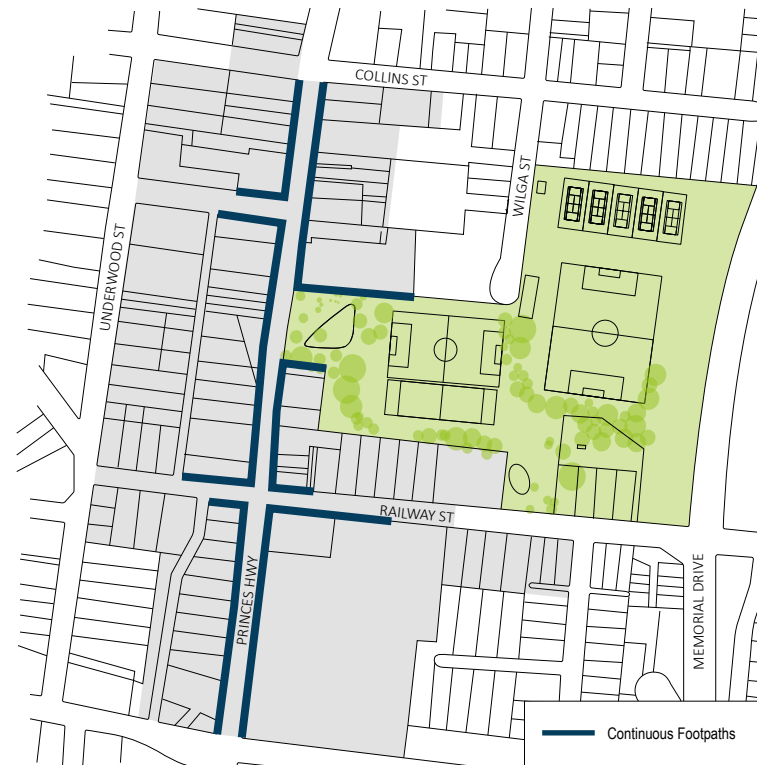 COLLINS ST
WILGA ST
UNDERWOOD ST
RAILWAY ST
PRINCES HWY
MEMORIAL DRIVE
Continuous Footpaths